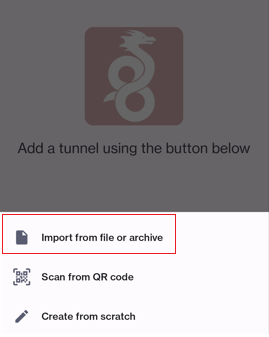 Add a tunnel using the button below
Import from file or archive
Scan from QR code
Create from scratch